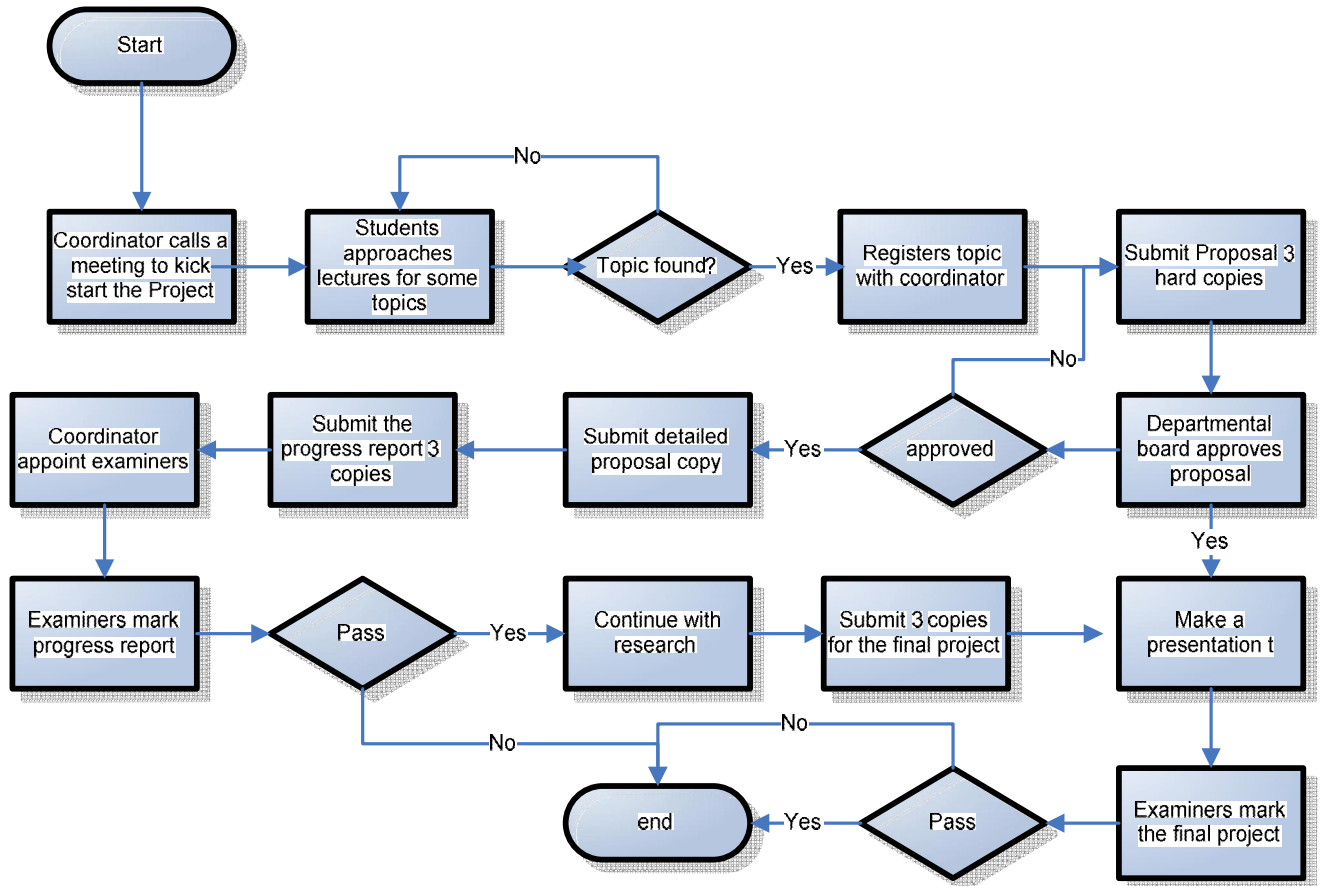 Start
No
Coordinator calls a
meeting to kick
start the Project
Students
approaches
lectures for some
topics
Topic found?
Yes
Registers topic
with coordinator
Submit Proposal 3
hard copies
No
Coordinator
appoint examiners
Submit the
progress report 3
copies
Submit detailed
proposal copy
Yes
approved
Departmental
board approves
proposal
Yes
Examiners mark
progress report
Pass
Yes
Continue with
research
Submit 3 copies
for the final project
Make a
presentation t
No
No
end
Yes
Pass
Examiners mark
the final project